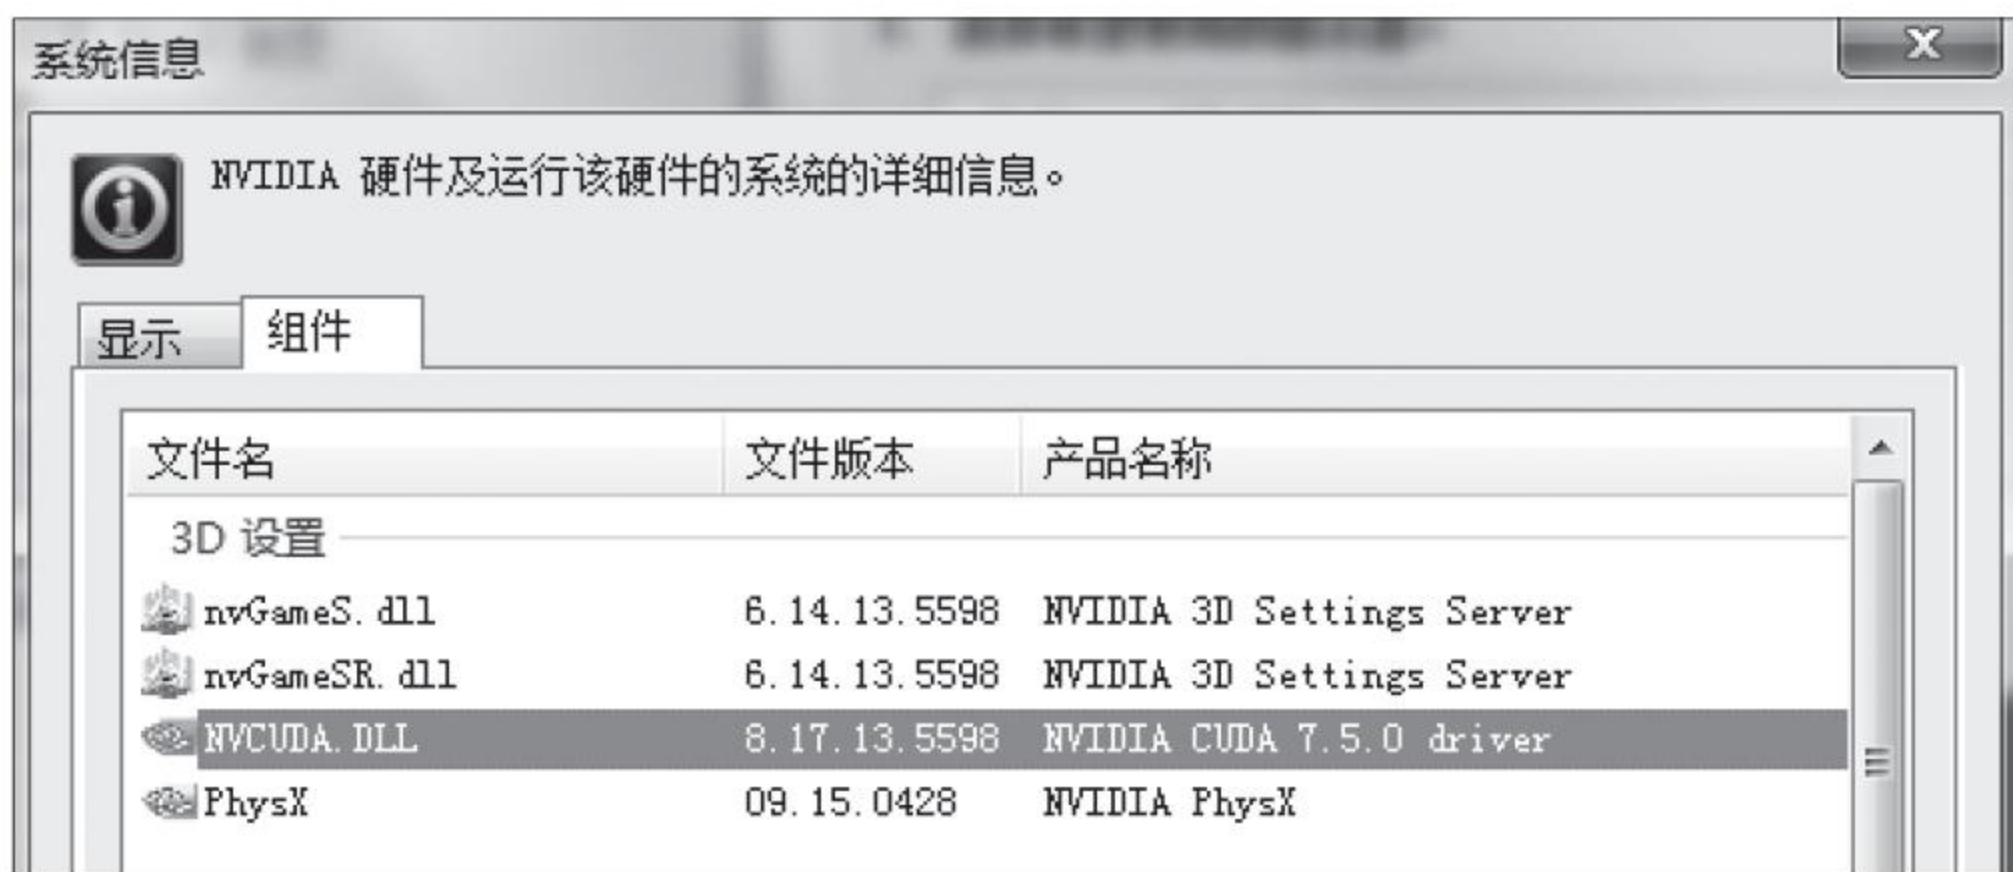 系统信息
NVIDIA 硬件及运行该硬件的系统的详细信息。
显示 组件
文件名 文件版本 产品名称
3D 设置
nvGameS.dll 6.14.13.5598 NVIDIA 3D Settings Server
nvGameSR.dll 6.14.13.5598 NVIDIA 3D Settings Server
NVCUDA.DLL 8.17.13.5598 NVIDIA CUDA 7.5.0 driver
PhysX 09.15.0428 NVIDIA PhysX